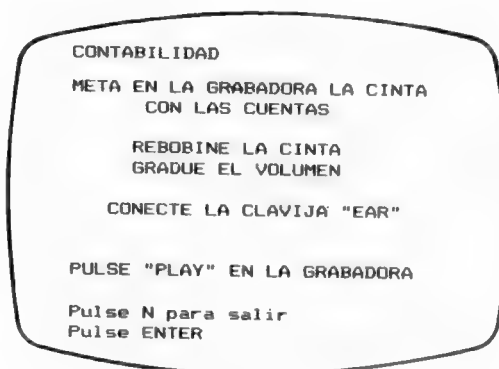 CONTABILIDAD
META EN LA GRABADORA LA CINTA
CON LAS CUENTAS
REBOBINE LA CINTA
GRADUE EL VOLUMEN
CONECTE LA CLAVIJA "EAR"
PULSE "PLAY" EN LA GRABADORA
Pulse N para salir
Pulse ENTER